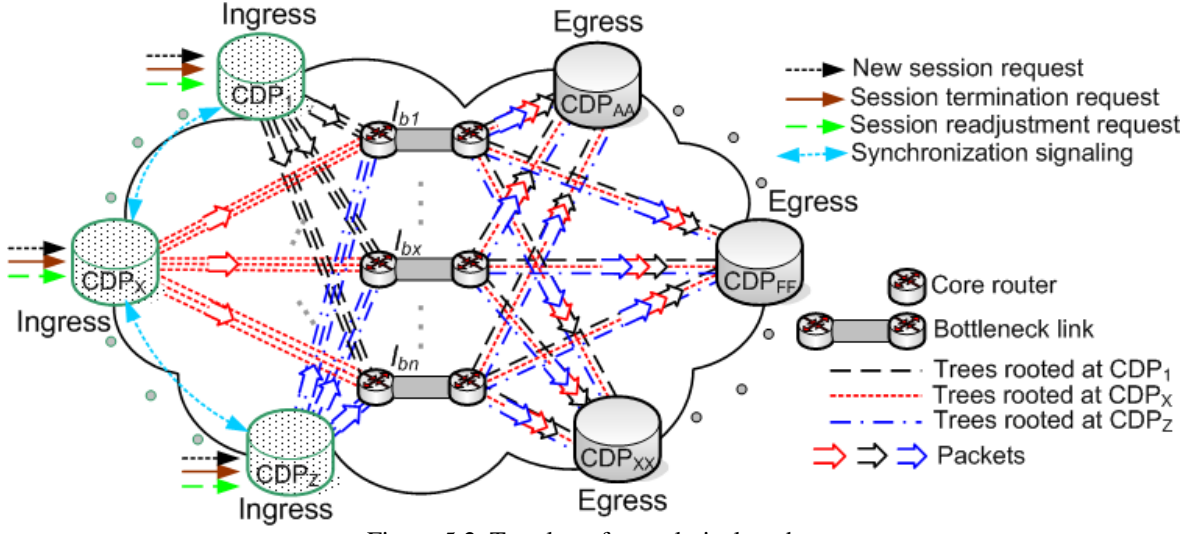 Ingress
Egress
CDP1
CDPAA
lb1
New session request
Session termination request
Session readjustment request
Synchronization signaling
Egress
CDPX
Ingress
lbx
CDPFF
Core router
Bottleneck link
lbn
Trees rooted at CDP1
Trees rooted at CDPX
Trees rooted at CDPZ
Packets
CDPZ
Ingress
CDPXX
Egress